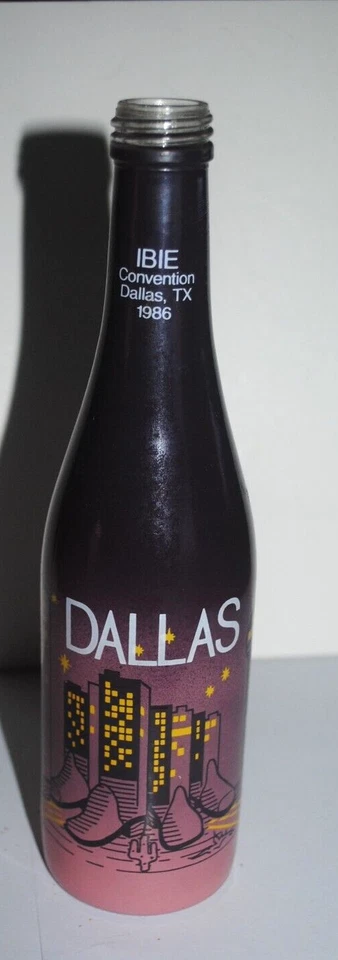 IBIE
Convention
Dallas, TX
1986
DALLAS